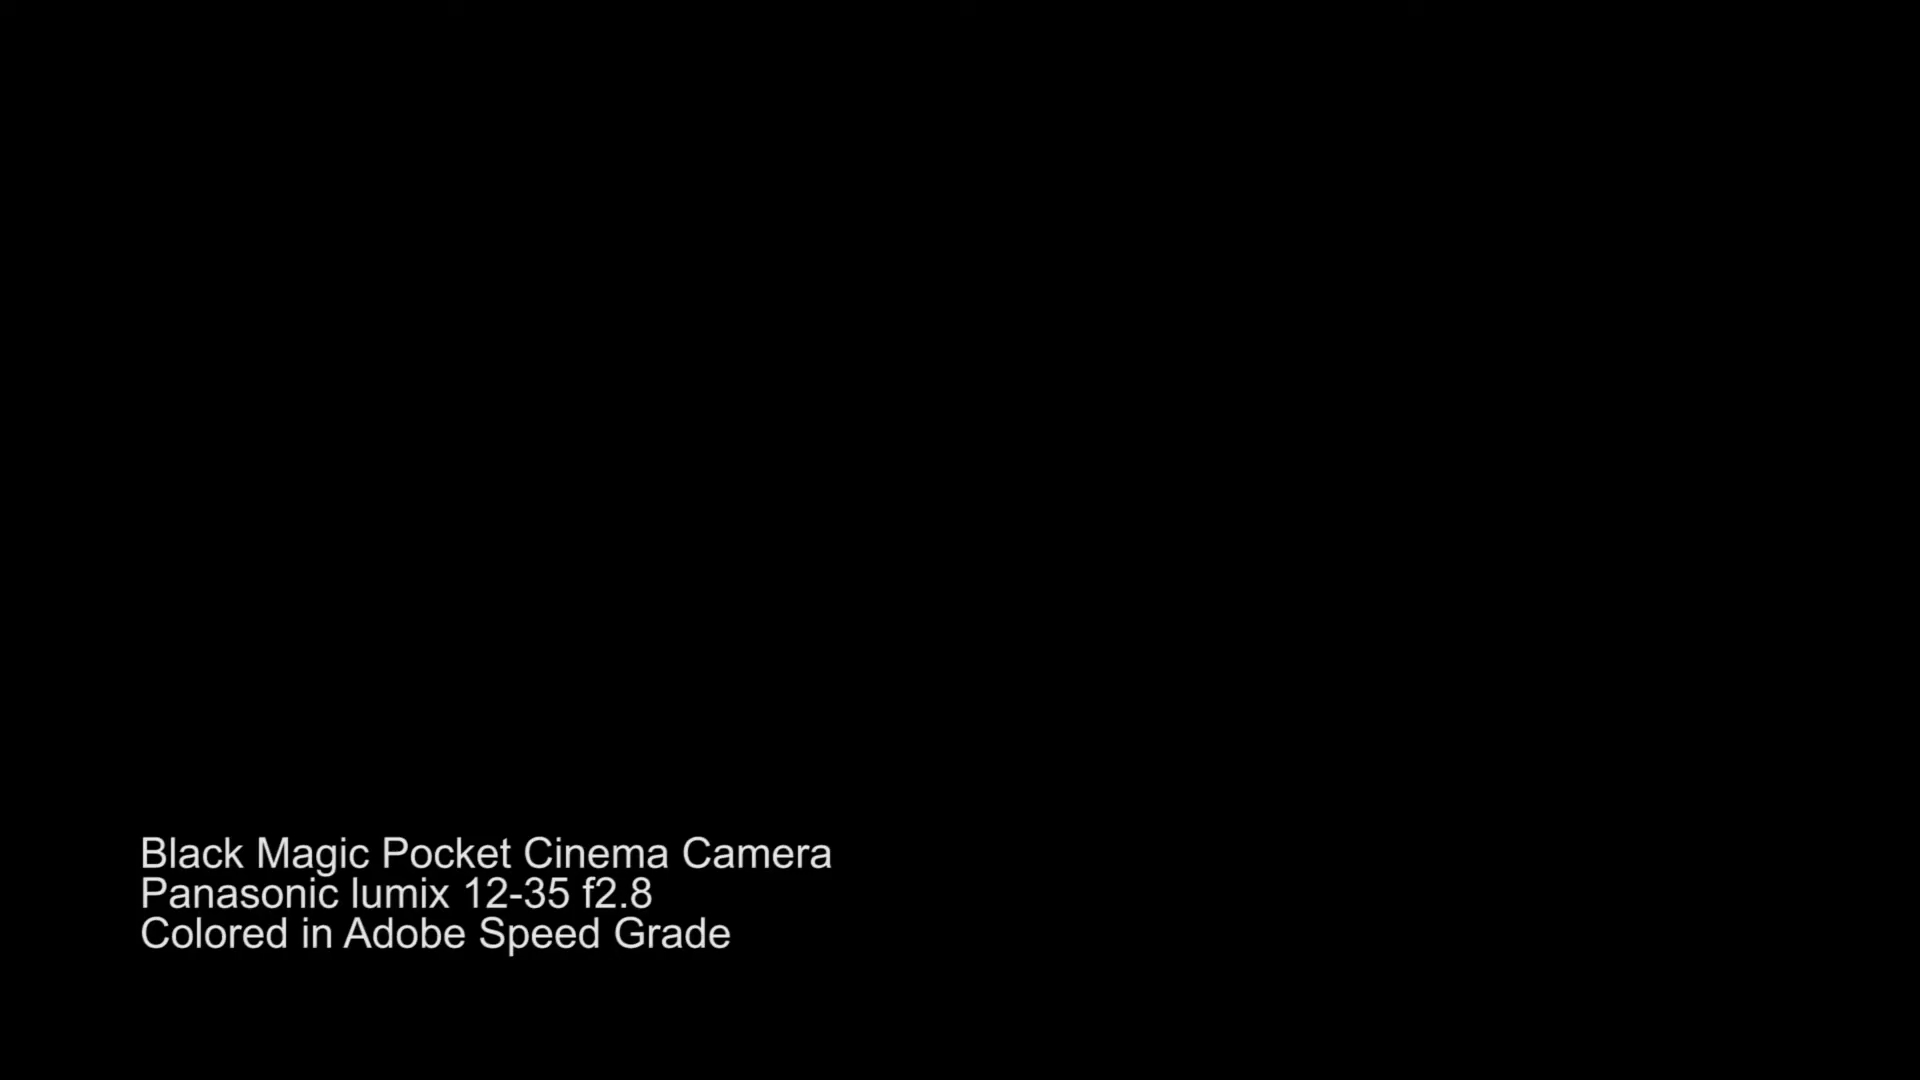 Black Magic Pocket Cinema Camera
Panasonic lumix 12-35 f2.8
Colored in Adobe Speed Grade